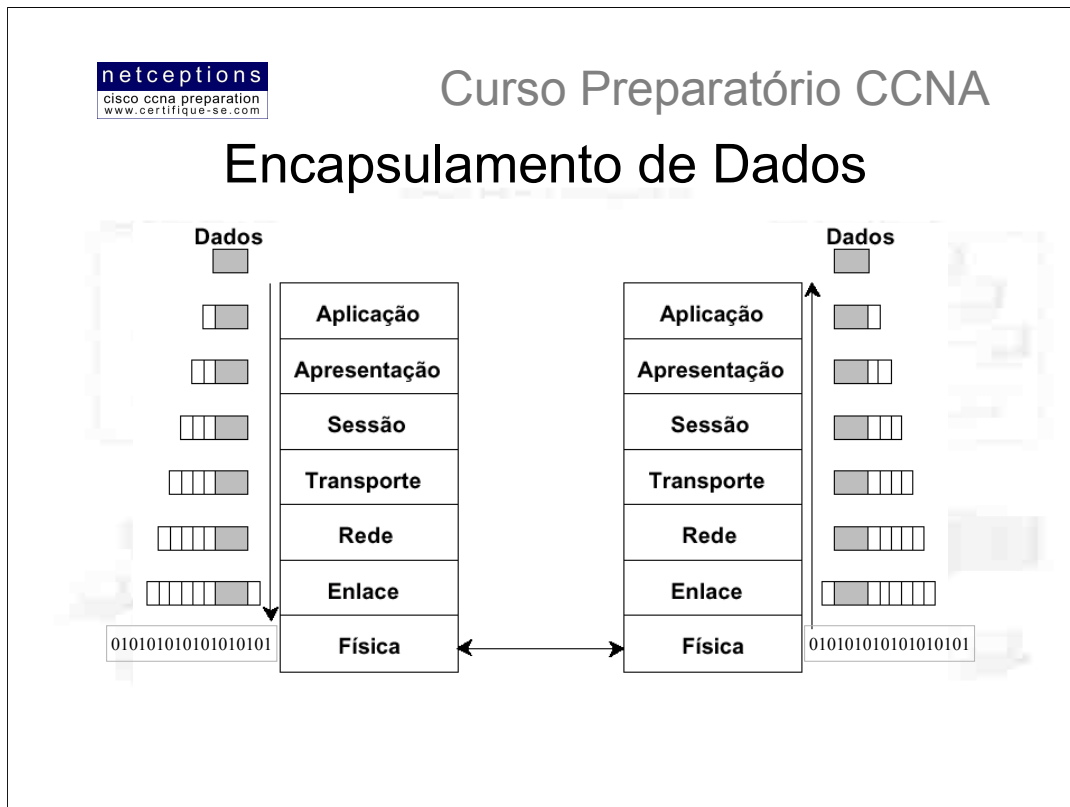 netceptions
cisco ccna preparation
www.certifique-se.com
Curso Preparatório CCNA
Encapsulamento de Dados
Dados
Aplicação
Apresentação
Sessão
Transporte
Rede
Enlace
Física
010101010101010101
Dados
Aplicação
Apresentação
Sessão
Transporte
Rede
Enlace
Física
010101010101010101